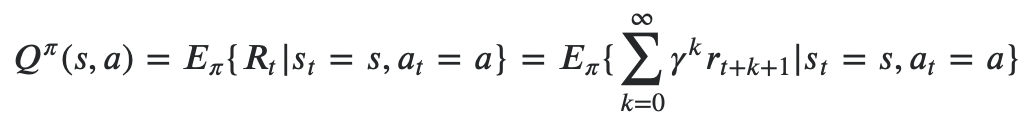 Q^π(s, a) = E_π{ R_t|s_t = s, a_t = a} = E_π{ ∑_{k=0}^{∞} γ^k r_{t+k+1}|s_t = s, a_t = a}